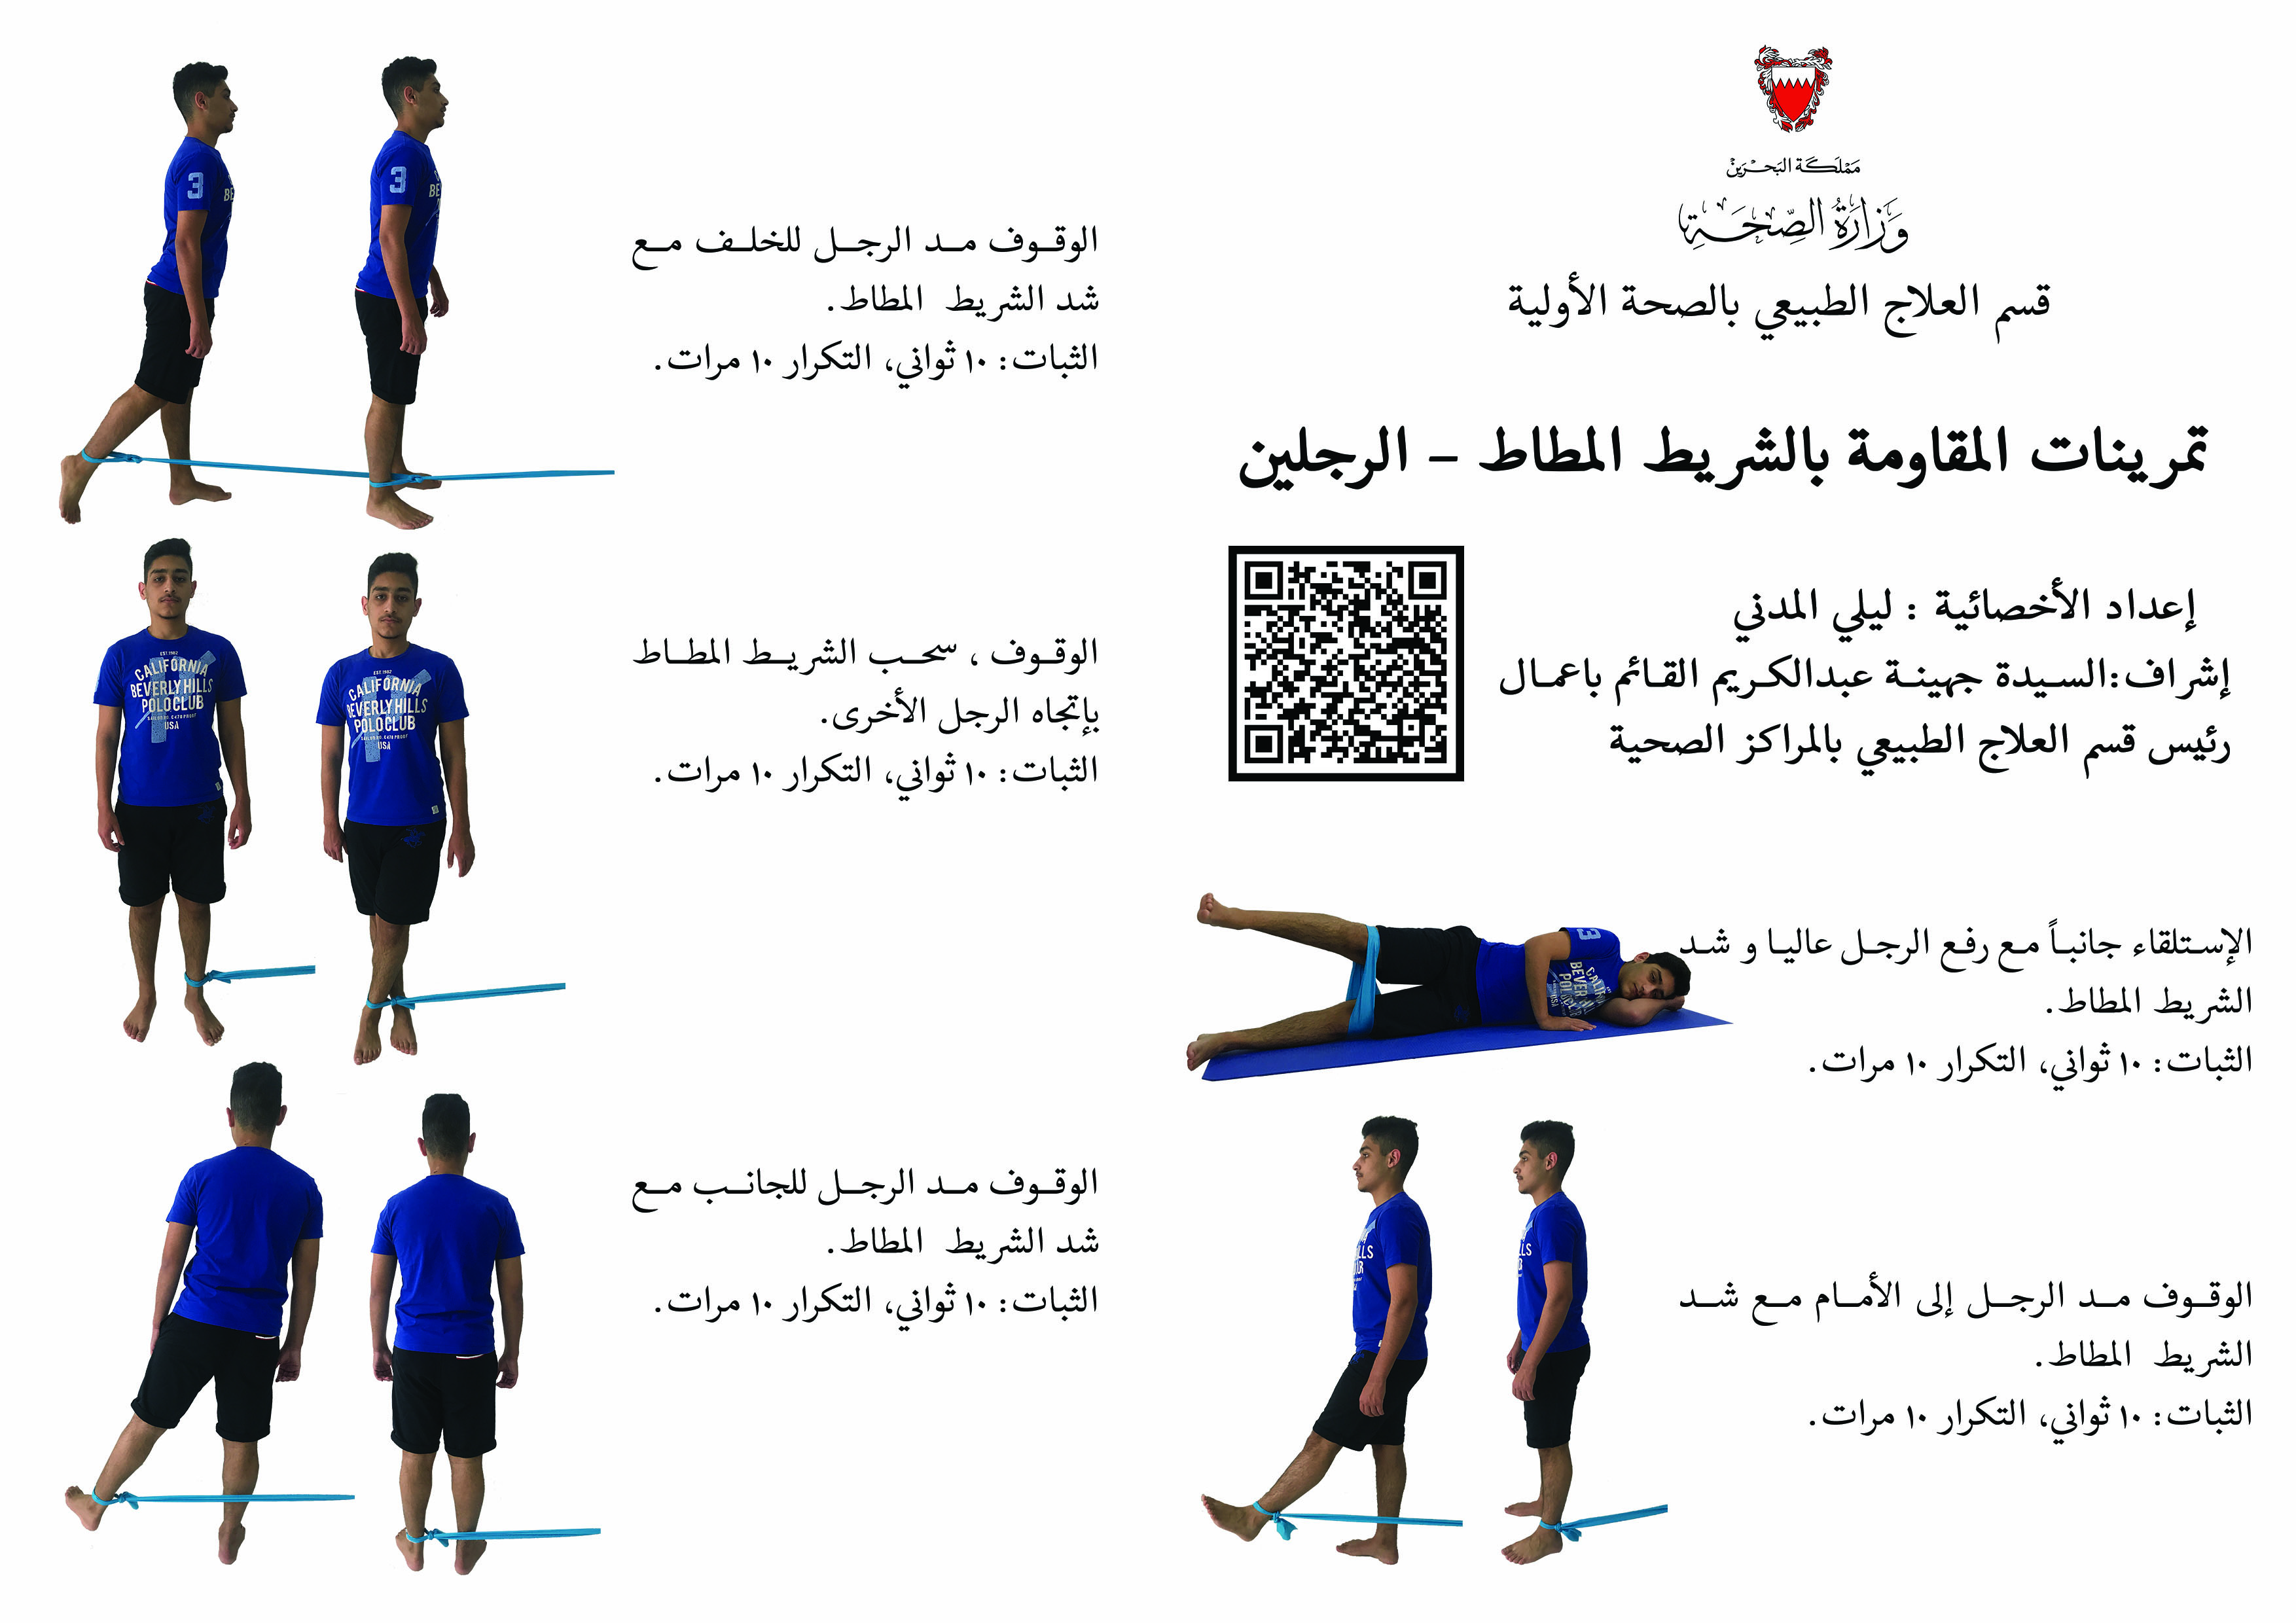 مملكة البحرين
وزارة الصحة
قسم العلاج الطبيعي بالصحة الأولية
تمرينات المقاومة بالشريط المطاط – الرجلين
إعداد الأخصائية : ليلي المدني
إشراف:السيدة جهينة عبدالكريم القائم باعمال
رئيس قسم العلاج الطبيعي بالمراكز الصحية
الإستلقاء جانباً مع رفع الرجل عاليا و شد
الشريط المطاط.
الثبات: ١٠ ثواني، التكرار ١٠ مرات.
الوقوف مد الرجل إلى الأمام مع شد
الشريط المطاط.
الثبات: ١٠ ثواني، التكرار ١٠ مرات.
الوقوف مد الرجل للخلف مع
شد الشريط المطاط.
الثبات: ١٠ ثواني، التكرار ١٠ مرات.
الوقوف ، سحب الشريط المطاط
بإتجاه الرجل الأخرى.
الثبات: ١٠ ثواني، التكرار ١٠ مرات.
الوقوف مد الرجل للجانب مع
شد الشريط المطاط.
الثبات: ١٠ ثواني، التكرار ١٠ مرات.
3
3
CALIFORNIA
BEVERLY HILLS
POLO CLUB
USA
CALIFORNIA
BEVERLY HILLS
POLO CLUB
USA
3